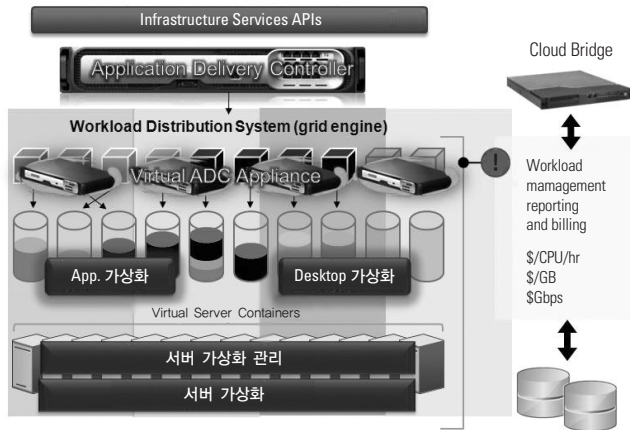 Infrastructure Services APIs
Application Delivery Controller
Cloud Bridge
Workload Distribution System (grid engine)
Virtual ADC Appliance
Workload
mamagement
reporting
and billing
$/CPU/hr
$/GB
$Gbps
App. 가상화
Desktop 가상화
Virtual Server Containers
서버 가상화 관리
서버 가상화